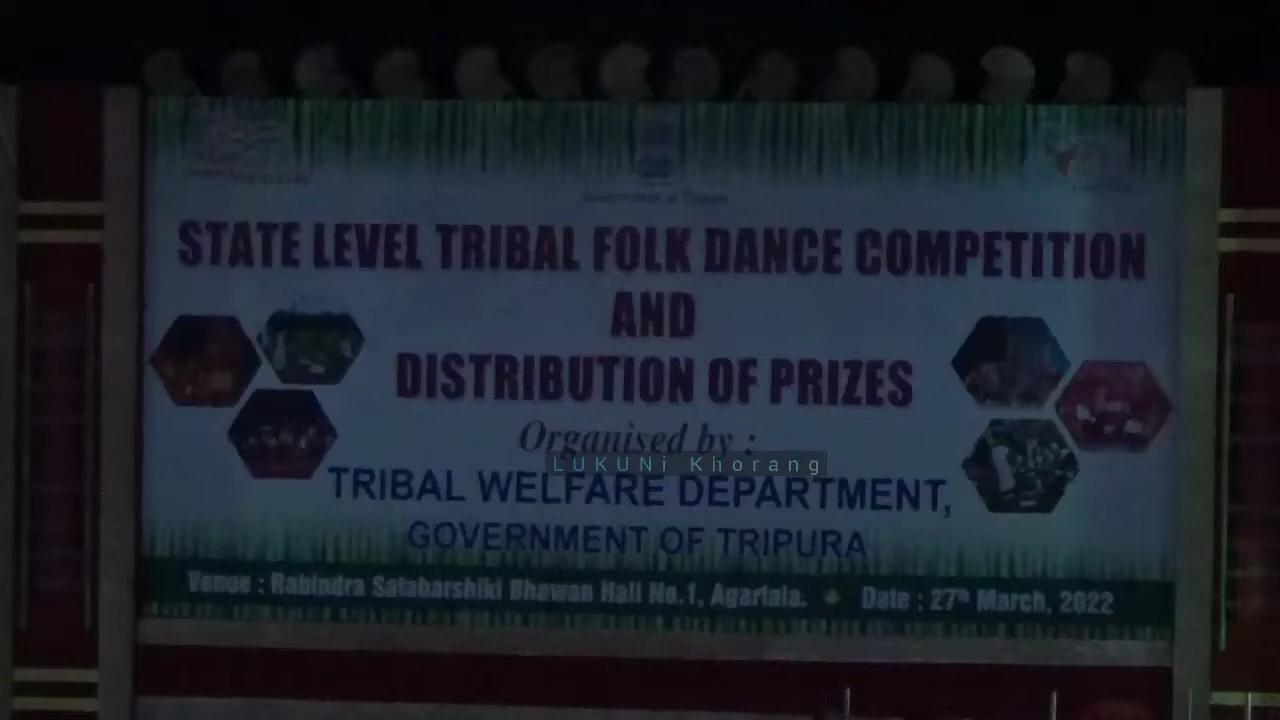 STATE LEVEL TRIBAL FOLK DANCE COMPETITION
AND
DISTRIBUTION OF PRIZES
Organised by :
LUKUNi Khorang
TRIBAL WELFARE DEPARTMENT,
GOVERNMENT OF TRIPURA
Venue : Rabindra Satabarshiki Bhawan Hall No.1, Agartala. Date : 27th March, 2022